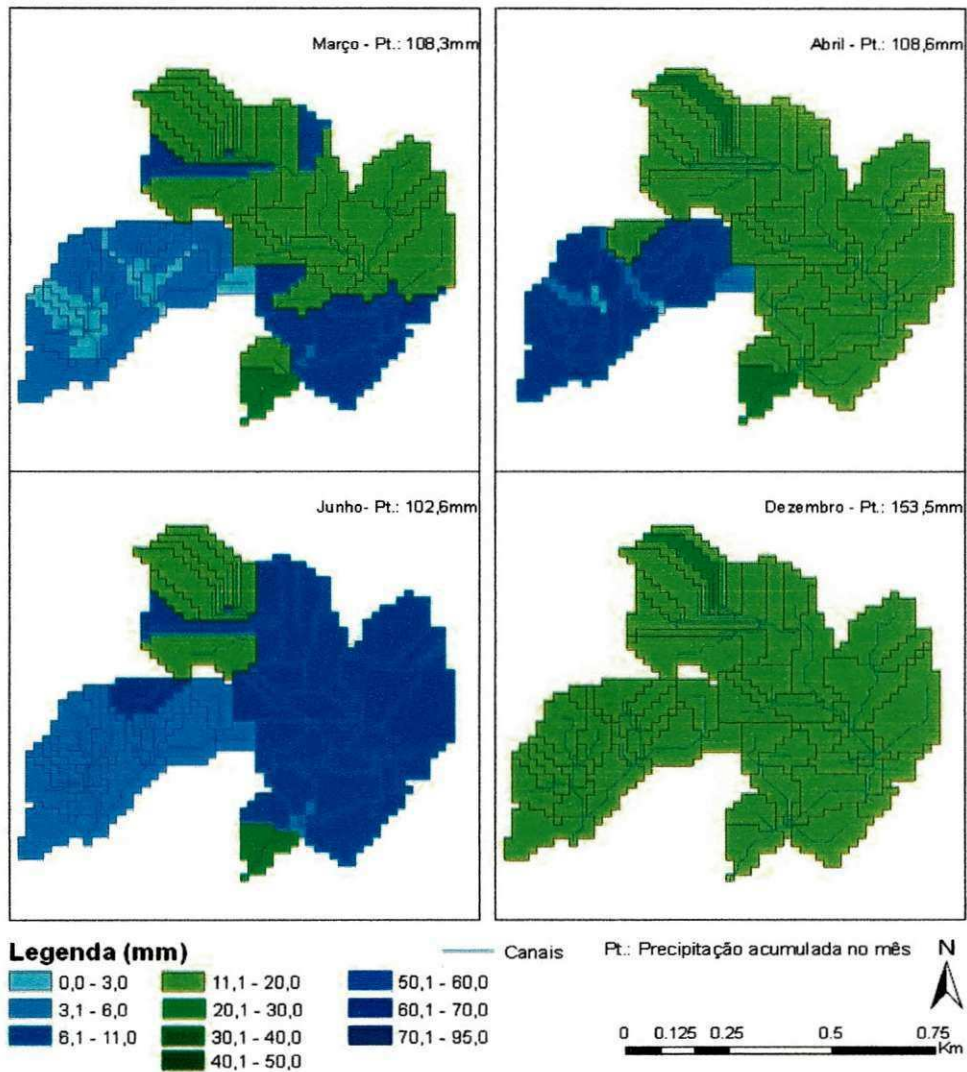 Março - Pt.: 108,3mm
Abril - Pt.: 108,6mm
Junho- Pt.: 102,6mm
Dezembro - Pt.: 153,5mm
Legenda (mm)
Canais
Pt.: Precipitação acumulada no mês
N
0,0 - 3,0
11,1 - 20,0
50,1 - 60,0
3,1 - 6,0
20,1 - 30,0
60,1 - 70,0
6,1 - 11,0
30,1 - 40,0
70,1 - 95,0
40,1 - 50,0
0 0.125 0.25 0.5 0.75
Km